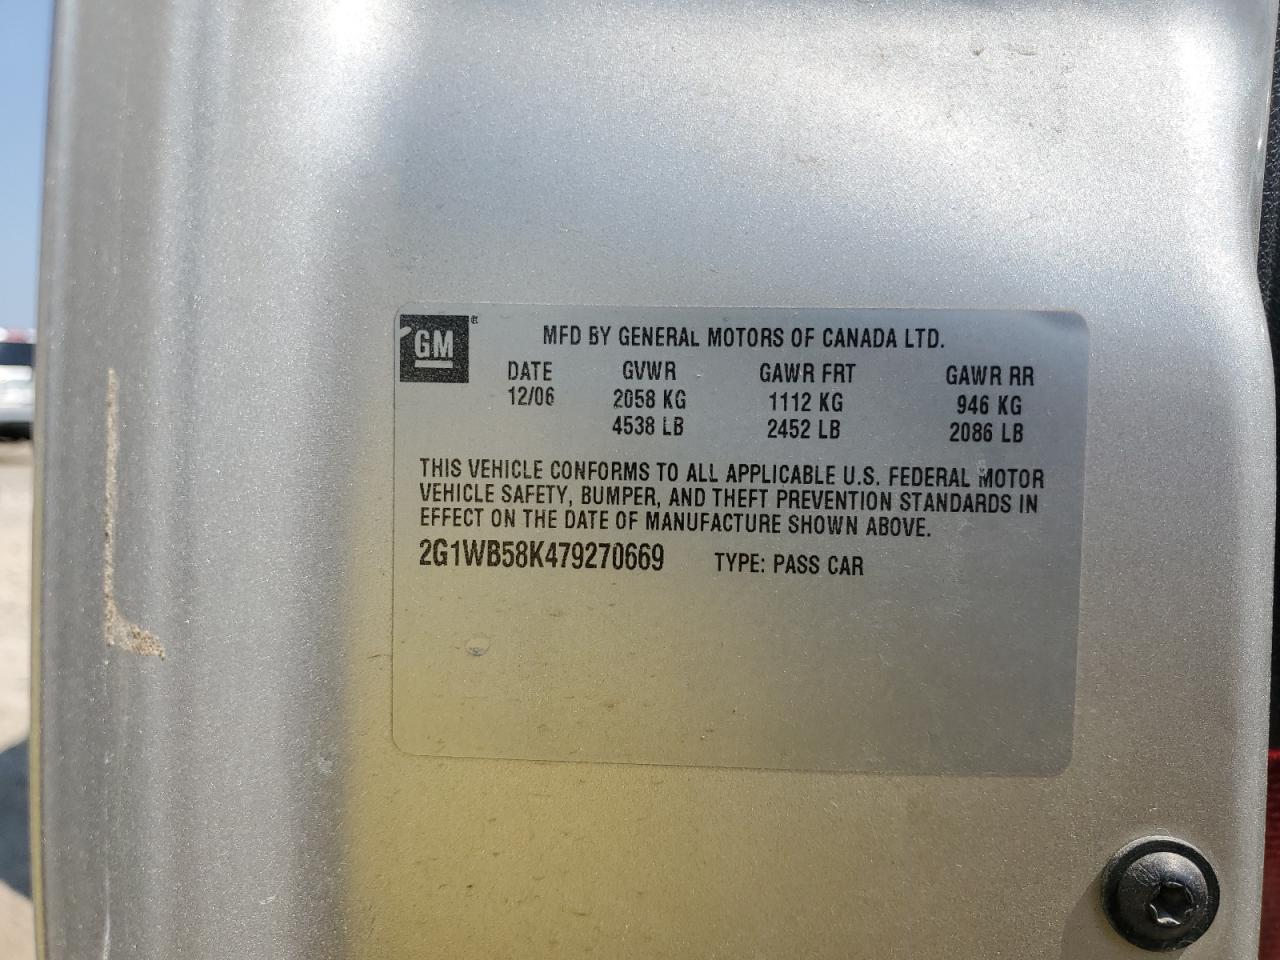 GM
MFD BY GENERAL MOTORS OF CANADA LTD.
DATE GVWR GAWR FRT GAWR RR
12/06 2058 KG 1112 KG 946 KG
4538 LB 2452 LB 2086 LB
THIS VEHICLE CONFORMS TO ALL APPLICABLE U.S. FEDERAL MOTOR
VEHICLE SAFETY, BUMPER, AND THEFT PREVENTION STANDARDS IN
EFFECT ON THE DATE OF MANUFACTURE SHOWN ABOVE.
2G1WB58K479270669 TYPE: PASS CAR